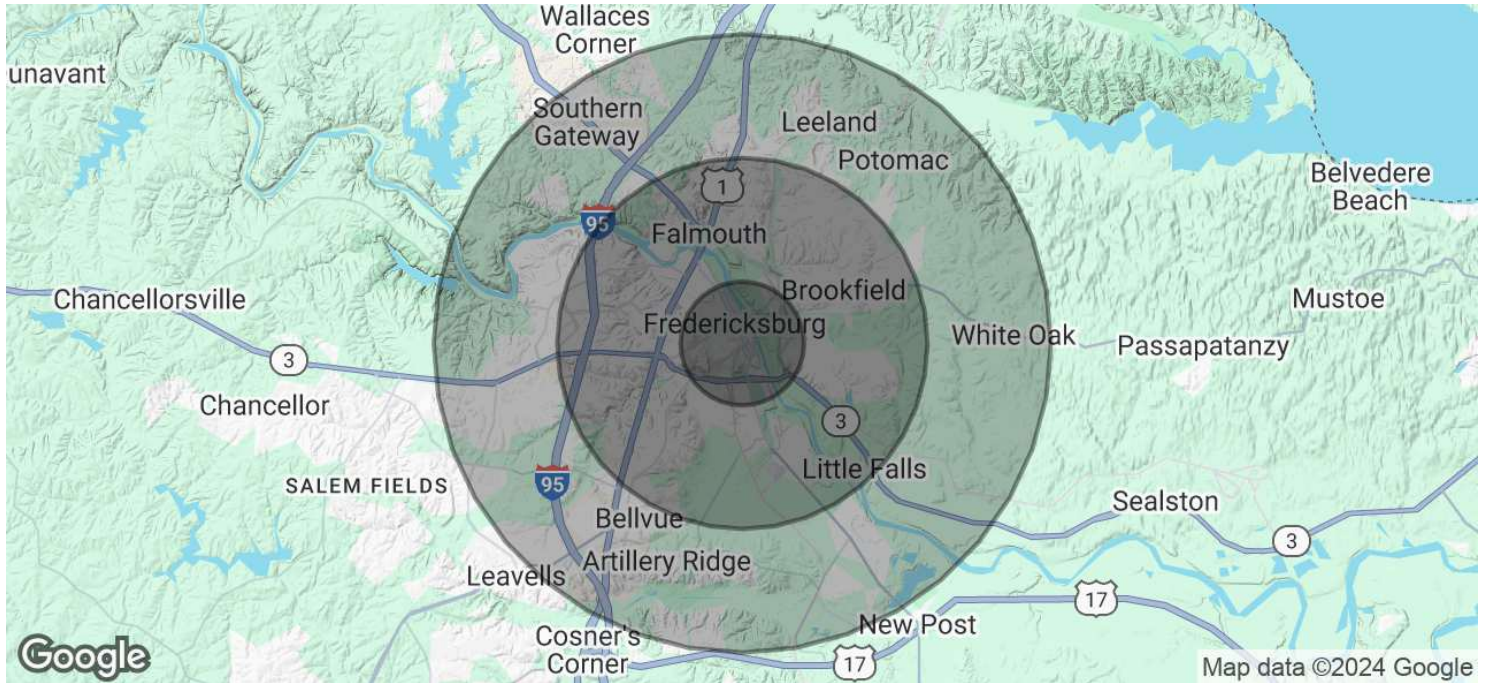 Wallaces
Corner
unavant
Southern
Gateway
Leeland
Potomac
Belvedere
Beach
1
95
Falmouth
Brookfield
Chancellorsville
Mustoe
Fredericksburg
White Oak
Passapatanzy
3
Chancellor
3
Little Falls
SALEM FIELDS
95
Sealston
Bellvue
3
Artillery Ridge
Leavells
17
New Post
Cosner's
Corner
17
Google
Map data ©2024 Google